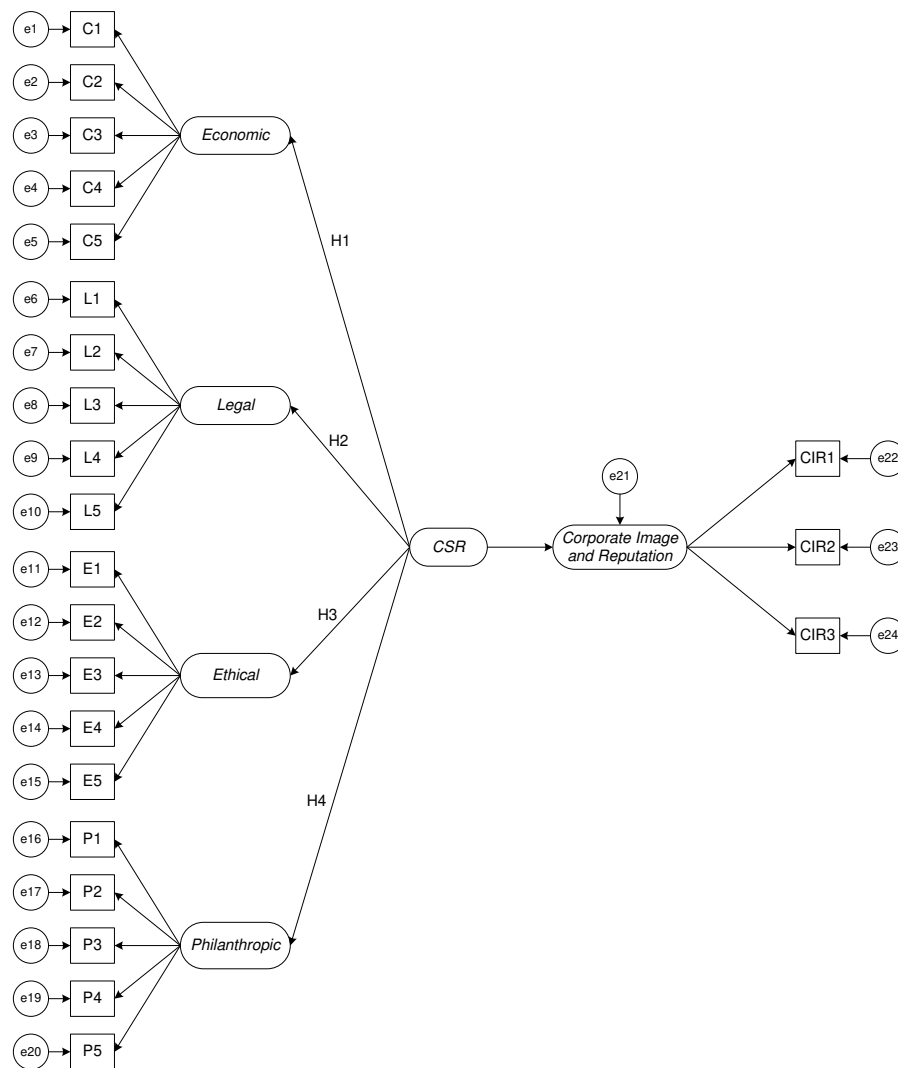 e1
C1
e2
C2
e3
C3
Economic
e4
C4
e5
C5
H1
e6
L1
e7
L2
e8
L3
Legal
H2
e9
L4
e10
L5
e21
CIR1
e22
CSR
Corporate Image
and Reputation
CIR2
e23
CIR3
e24
e11
E1
e12
E2
H3
e13
E3
Ethical
e14
E4
e15
E5
H4
e16
P1
e17
P2
e18
P3
Philanthropic
e19
P4
e20
P5